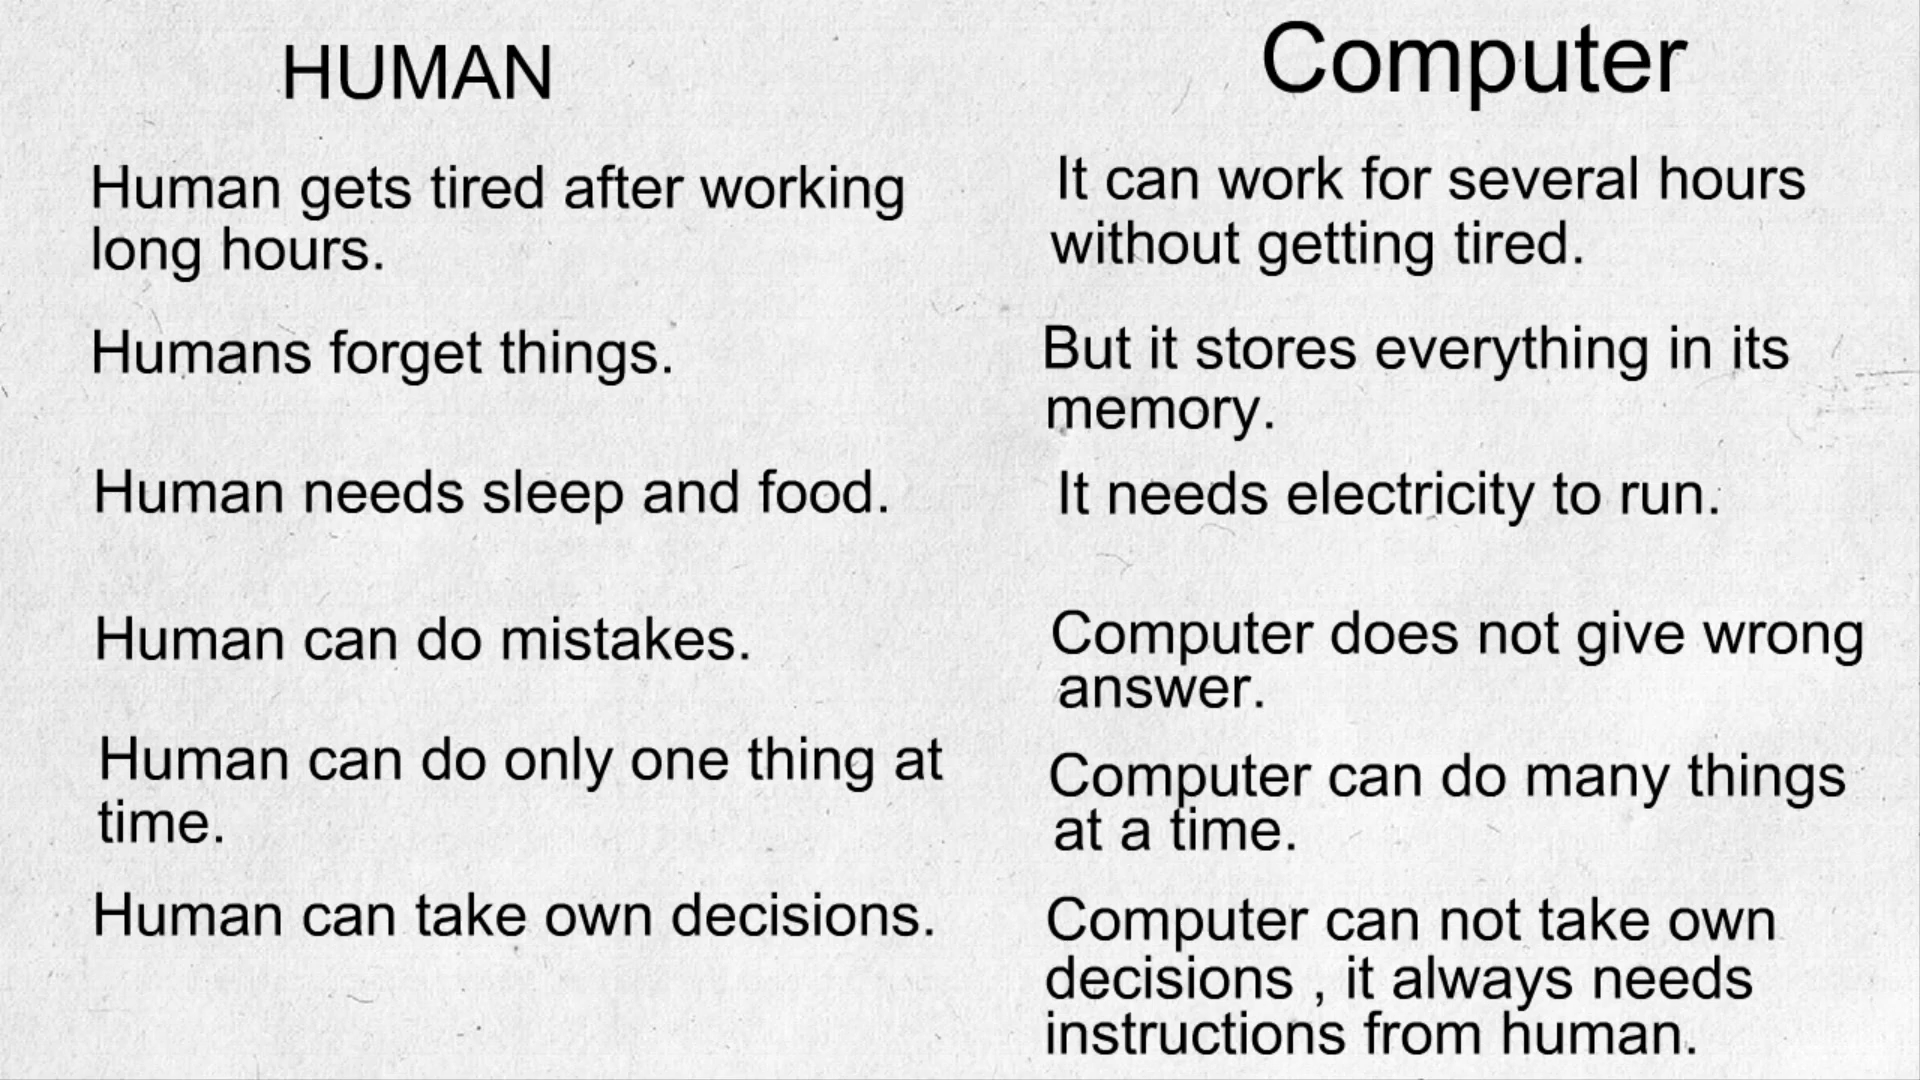 HUMAN
Human gets tired after working
long hours.
Humans forget things.
Human needs sleep and food.
Human can do mistakes.
Human can do only one thing at
time.
Human can take own decisions.
Computer
It can work for several hours
without getting tired.
But it stores everything in its
memory.
It needs electricity to run.
Computer does not give wrong
answer.
Computer can do many things
at a time.
Computer can not take own
decisions , it always needs
instructions from human.